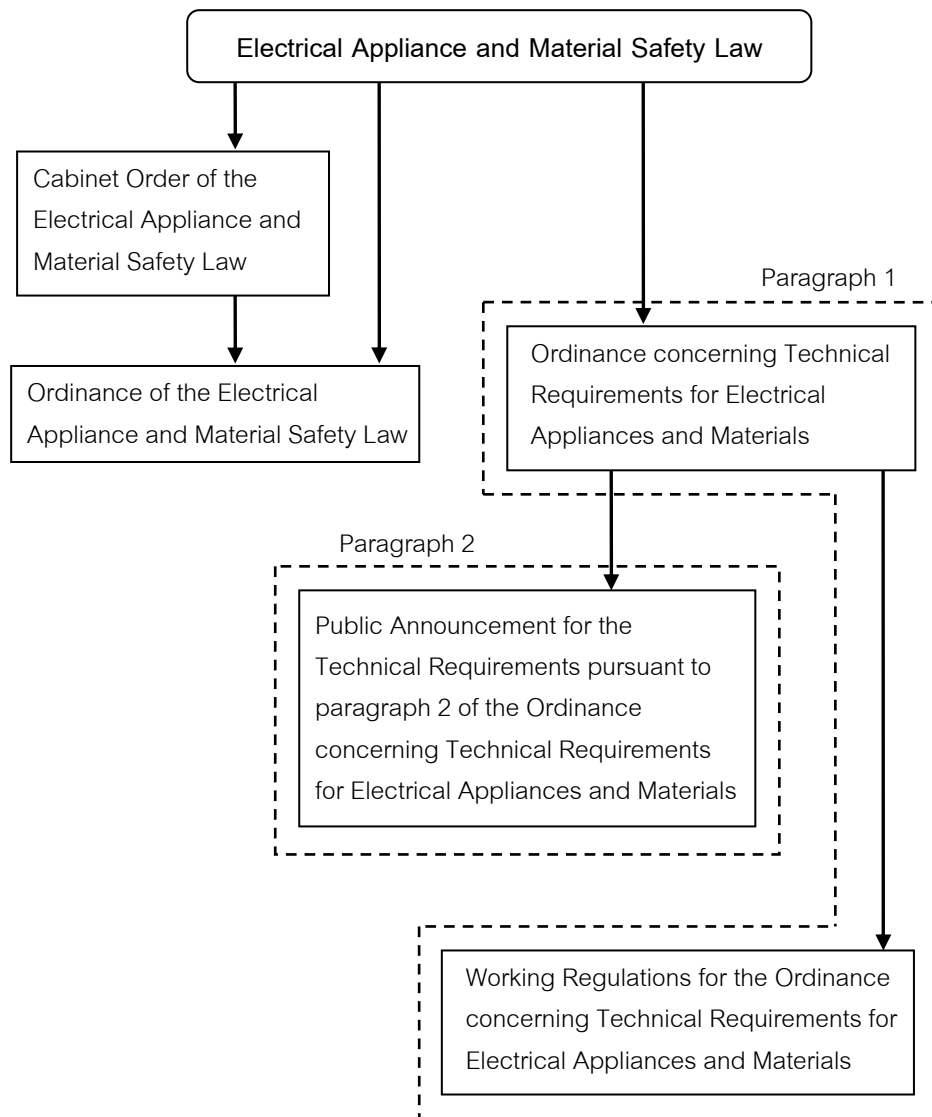 Electrical Appliance and Material Safety Law
Cabinet Order of the
Electrical Appliance and
Material Safety Law
Paragraph 1
Ordinance of the Electrical
Appliance and Material Safety Law
Ordinance concerning Technical
Requirements for Electrical
Appliances and Materials
Paragraph 2
Public Announcement for the
Technical Requirements pursuant to
paragraph 2 of the Ordinance
concerning Technical Requirements
for Electrical Appliances and Materials
Working Regulations for the Ordinance
concerning Technical Requirements for
Electrical Appliances and Materials